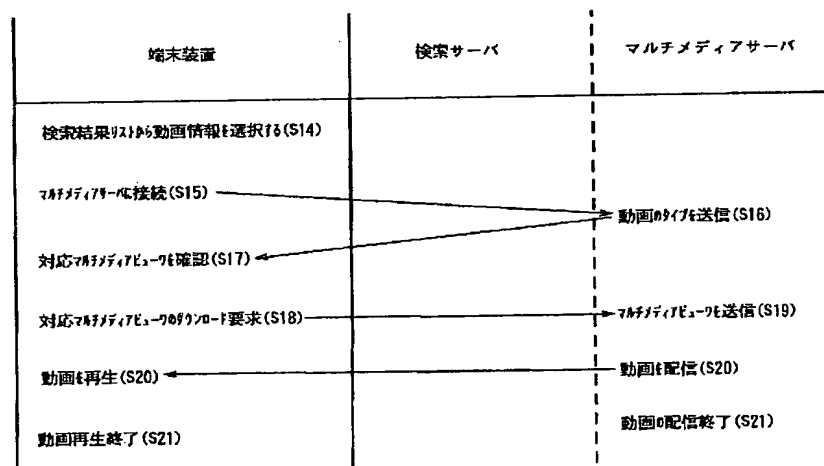 端末装置 検索サーバ マルチメディアサーバ
検索結果リストから動画情報を選択する(S14)
マルチメディアサーバに接続(S15)
動画のタイプを送信(S16)
対応マルチメディアビューワを確認(S17)
対応マルチメディアビューワのダウンロード要求(S18) マルチメディアビューワを送信(S19)
動画を再生(S20) 動画を配信(S20)
動画の配信終了(S21)
動画再生終了(S21)